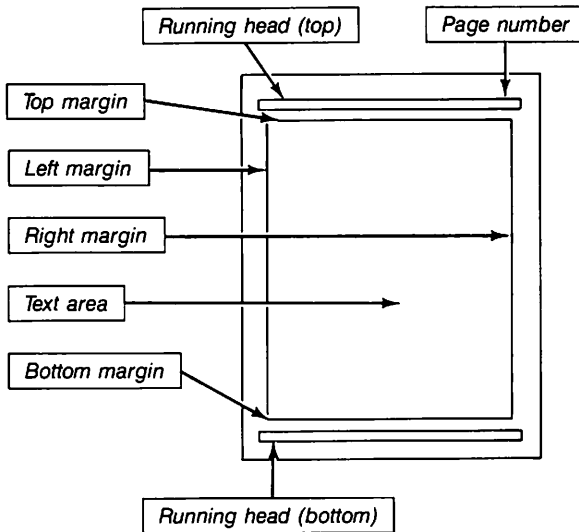 Running head (top)
Page number
Top margin
Left margin
Right margin
Text area
Bottom margin
Running head (bottom)